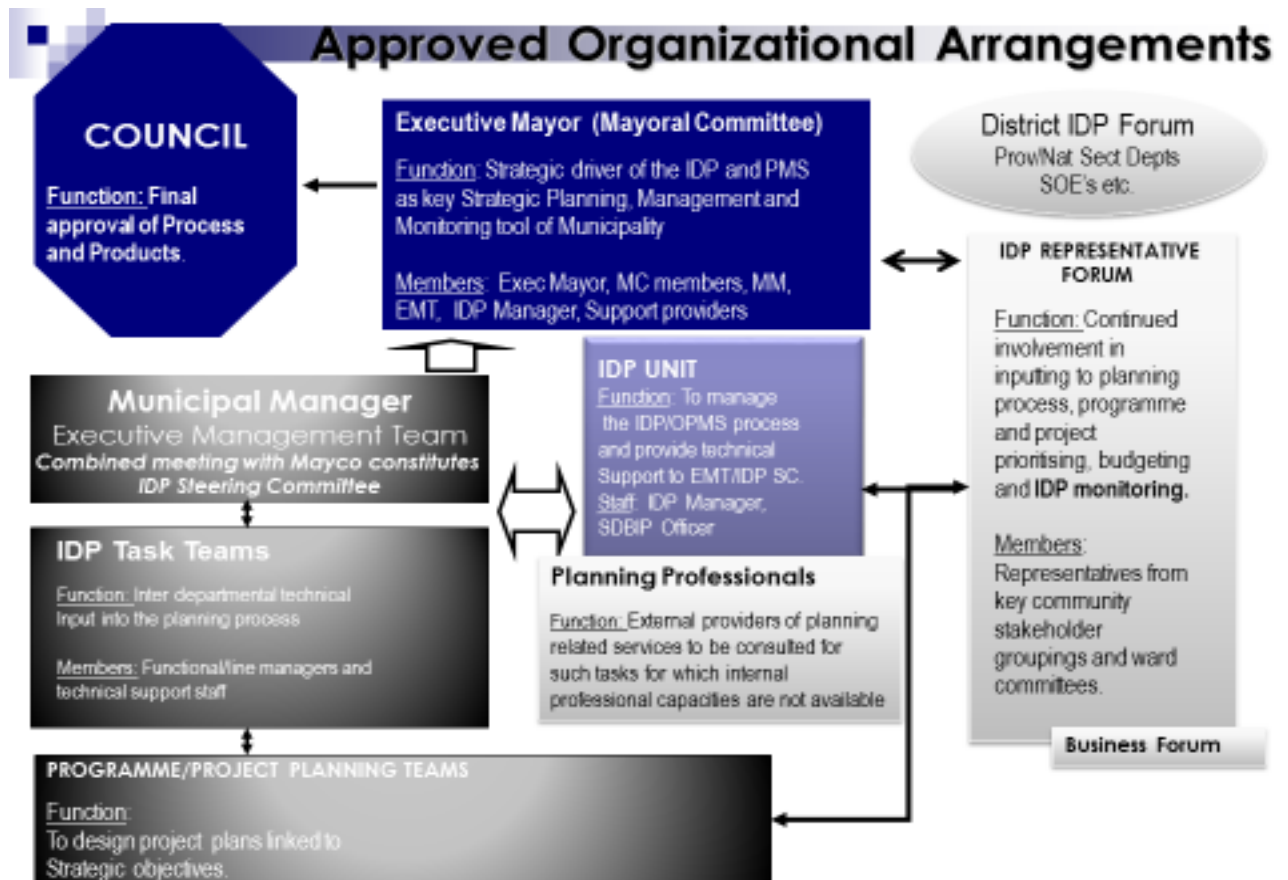 Approved Organizational Arrangements
COUNCIL
Function: Final
approval of Process
and Products.
Executive Mayor (Mayoral Committee)
Function: Strategic driver of the IDP and PMS
as key Strategic Planning, Management and
Monitoring tool of Municipality
Members: Exec Mayor, MC members, MM,
EMT, IDP Manager, Support providers
District IDP Forum
Prov/Nat Sect Depts
SOE's etc.
IDP REPRESENTATIVE
FORUM
Function: Continued
involvement in
inputing to planning
process, programme
and project
prioritising, budgeting
and IDP monitoring.
Members:
Representatives from
key community
stakeholder
groupings and ward
committees.
Business Forum
Municipal Manager
Executive Management Team
Combined meeting with Mayco constitutes
IDP Steering Committee
IDP UNIT
Function: To manage
the IDP/OPMS process
and provide technical
Support to EMT/IDP SC.
Staff: IDP Manager,
SDBIP Officer
IDP Task Teams
Function: Inter departmental technical
Input into the planning process
Members: Functional/line managers and
technical support staff
Planning Professionals
Function: External providers of planning
related services to be consulted for
such tasks for which internal
professional capacities are not available
PROGRAMME/PROJECT PLANNING TEAMS
Function:
To design project plans linked to
Strategic objectives.